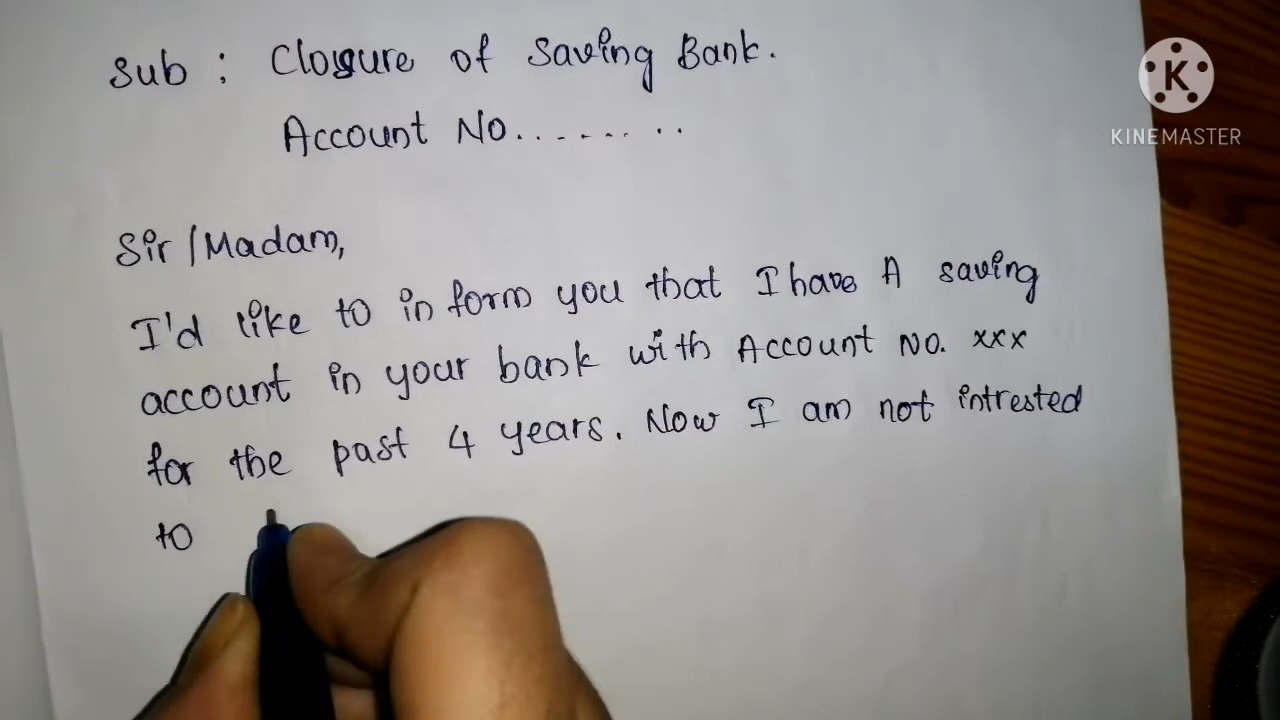 Sub : Closure of Saving Bank.
Account No........
K
KINEMASTER
Sir/Madam,
I'd like to inform you that I have A saving
account in your bank with Account No. xxx
for the past 4 years. Now I am not intrested
to